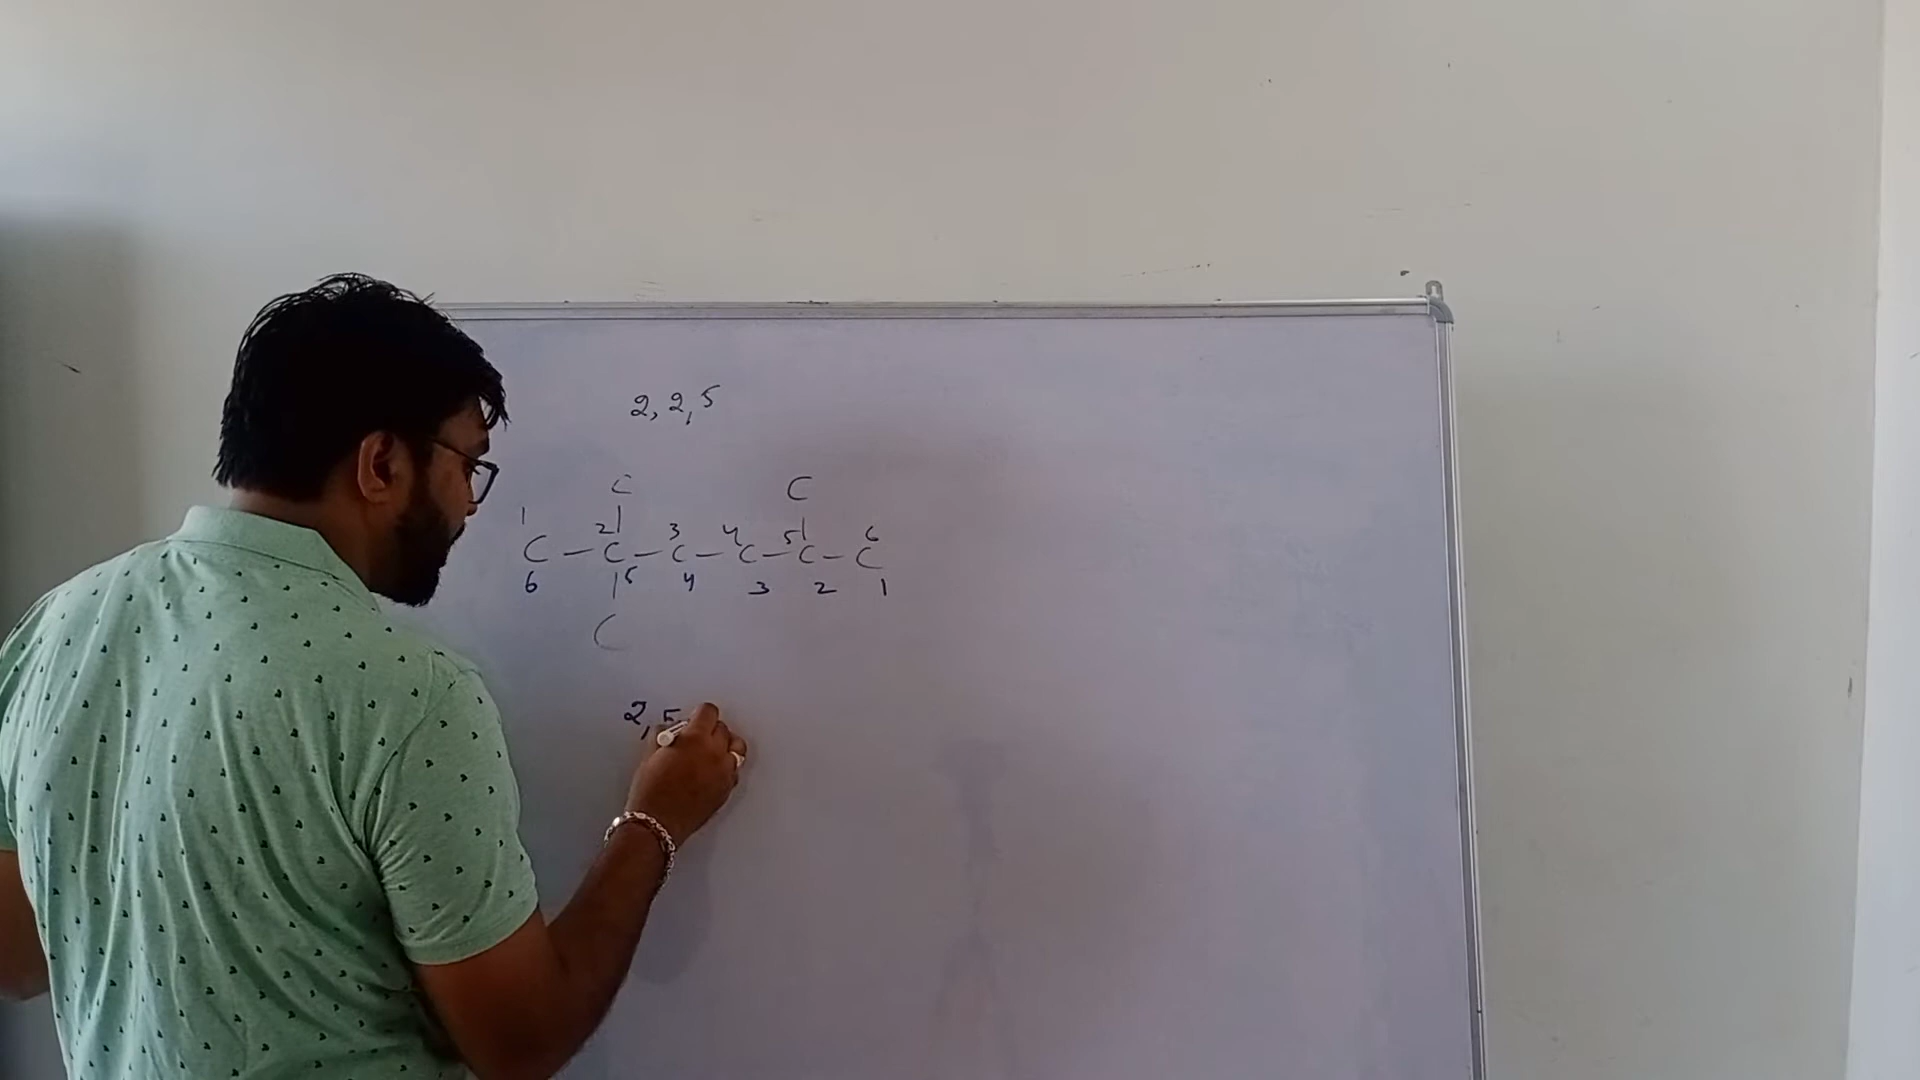 2, 2, 5
C C
1 2 3 4 5 6
C – C – C – C – C – C
6 5 4 3 2 1
C
2, 5